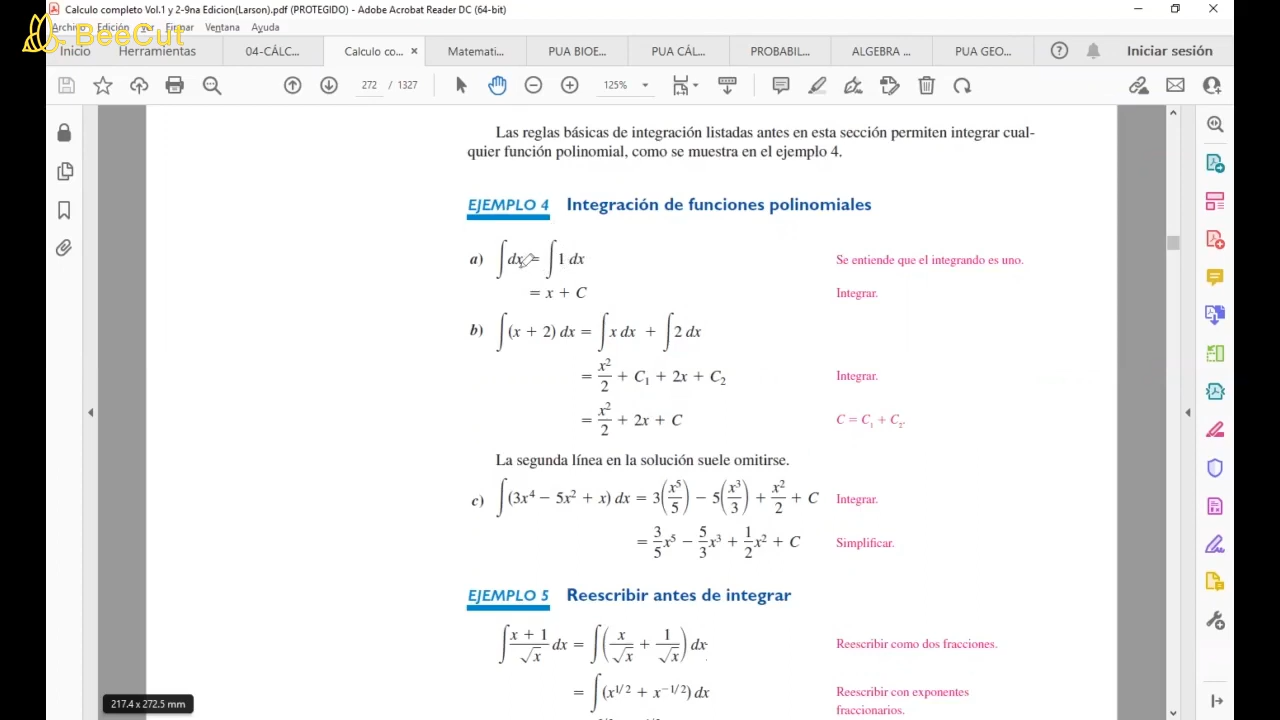 Calculo completo Vol.1 y 2-9na Edicion(Larson).pdf (PROTEGIDO) - Adobe Acrobat Reader DC (64-bit)
Archivo Edición Ver Firmar Ventana Ayuda
BeeCut
Inicio Herramientas 04-CÁLC... Calculo co... × Matemati... PUA BIOE... PUA CÁL... PROBABIL... ALGEBRA ... PUA GEO... Iniciar sesión
272 / 1327 125%
Las reglas básicas de integración listadas antes en esta sección permiten integrar cual-
quier función polinomial, como se muestra en el ejemplo 4.
EJEMPLO 4 Integración de funciones polinomiales
a) ∫dx = ∫1 dx Se entiende que el integrando es uno.
= x + C Integrar.
b) ∫(x + 2) dx = ∫x dx + ∫2 dx
= x²/2 + C₁ + 2x + C₂ Integrar.
= x²/2 + 2x + C C = C₁ + C₂.
La segunda línea en la solución suele omitirse.
c) ∫(3x⁴ − 5x² + x) dx = 3(x⁵/5) − 5(x³/3) + x²/2 + C Integrar.
= 3/5x⁵ − 5/3x³ + 1/2x² + C Simplificar.
EJEMPLO 5 Reescribir antes de integrar
∫(x + 1)/√x dx = ∫(x/√x + 1/√x) dx Reescribir como dos fracciones.
= ∫(x^1/2 + x^−1/2) dx Reescribir con exponentes
fraccionarios.
217.4 x 272.5 mm